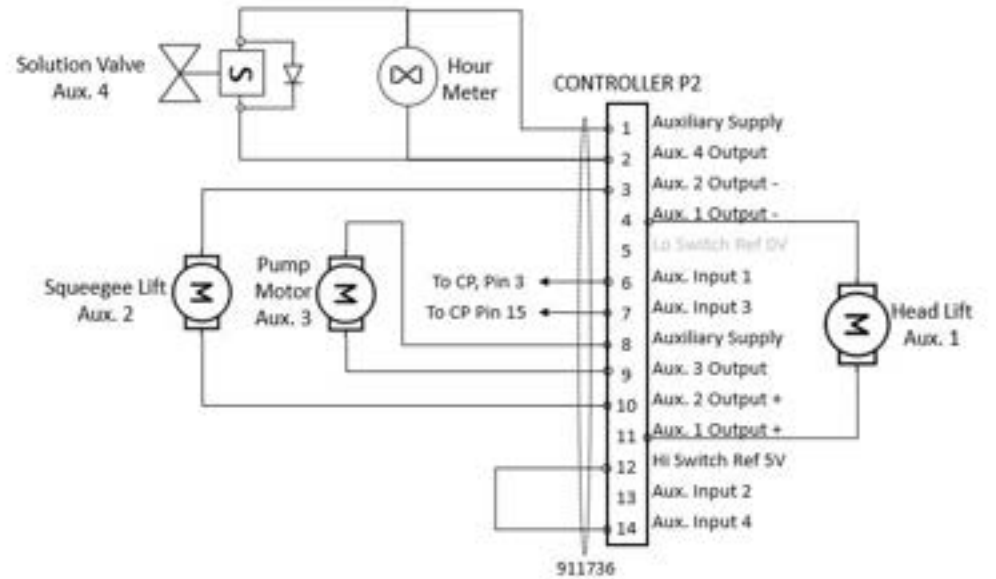 Solution Valve
Aux. 4
S
Hour
Meter
CONTROLLER P2
1 Auxiliary Supply
2 Aux. 4 Output
3 Aux. 2 Output -
4 Aux. 1 Output -
5 Lo Switch Ref 0V
6 Aux. Input 1
7 Aux. Input 3
8 Auxiliary Supply
9 Aux. 3 Output
10 Aux. 2 Output +
11 Aux. 1 Output +
12 Hi Switch Ref 5V
13 Aux. Input 2
14 Aux. Input 4
Squeegee Lift
Aux. 2
M
Pump
Motor
Aux. 3
M
To CP, Pin 3
To CP Pin 15
M
Head Lift
Aux. 1
911736